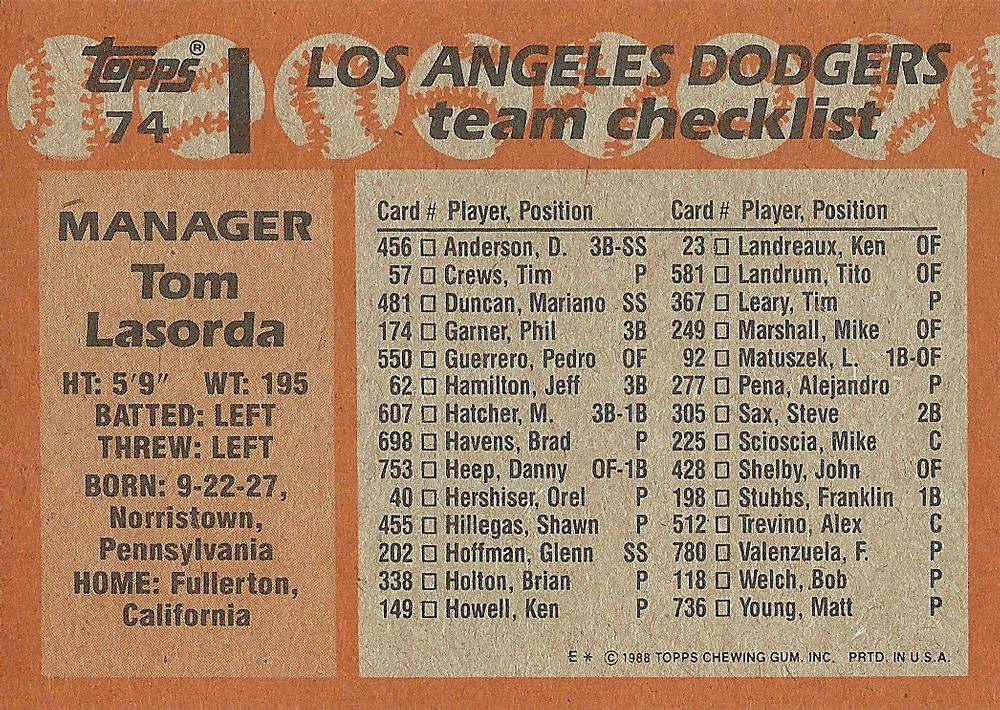 Topps®
74
LOS ANGELES DODGERS
team checklist
MANAGER
Tom
Lasorda
HT: 5'9" WT: 195
BATTED: LEFT
THREW: LEFT
BORN: 9-22-27,
Norristown,
Pennsylvania
HOME: Fullerton,
California
Card # Player, Position
456 □ Anderson, D. 3B-SS
57 □ Crews, Tim P
481 □ Duncan, Mariano SS
174 □ Garner, Phil 3B
550 □ Guerrero, Pedro OF
62 □ Hamilton, Jeff 3B
607 □ Hatcher, M. 3B-1B
698 □ Havens, Brad P
753 □ Heep, Danny OF-1B
40 □ Hershiser, Orel P
455 □ Hillegas, Shawn P
202 □ Hoffman, Glenn SS
338 □ Holton, Brian P
149 □ Howell, Ken P
Card # Player, Position
23 □ Landreaux, Ken OF
581 □ Landrum, Tito OF
367 □ Leary, Tim P
249 □ Marshall, Mike OF
92 □ Matuszek, L. 1B-OF
277 □ Pena, Alejandro P
305 □ Sax, Steve 2B
225 □ Scioscia, Mike C
428 □ Shelby, John OF
198 □ Stubbs, Franklin 1B
512 □ Trevino, Alex C
780 □ Valenzuela, F. P
118 □ Welch, Bob P
736 □ Young, Matt P
E * © 1988 TOPPS CHEWING GUM, INC. PRTD. IN U.S.A.